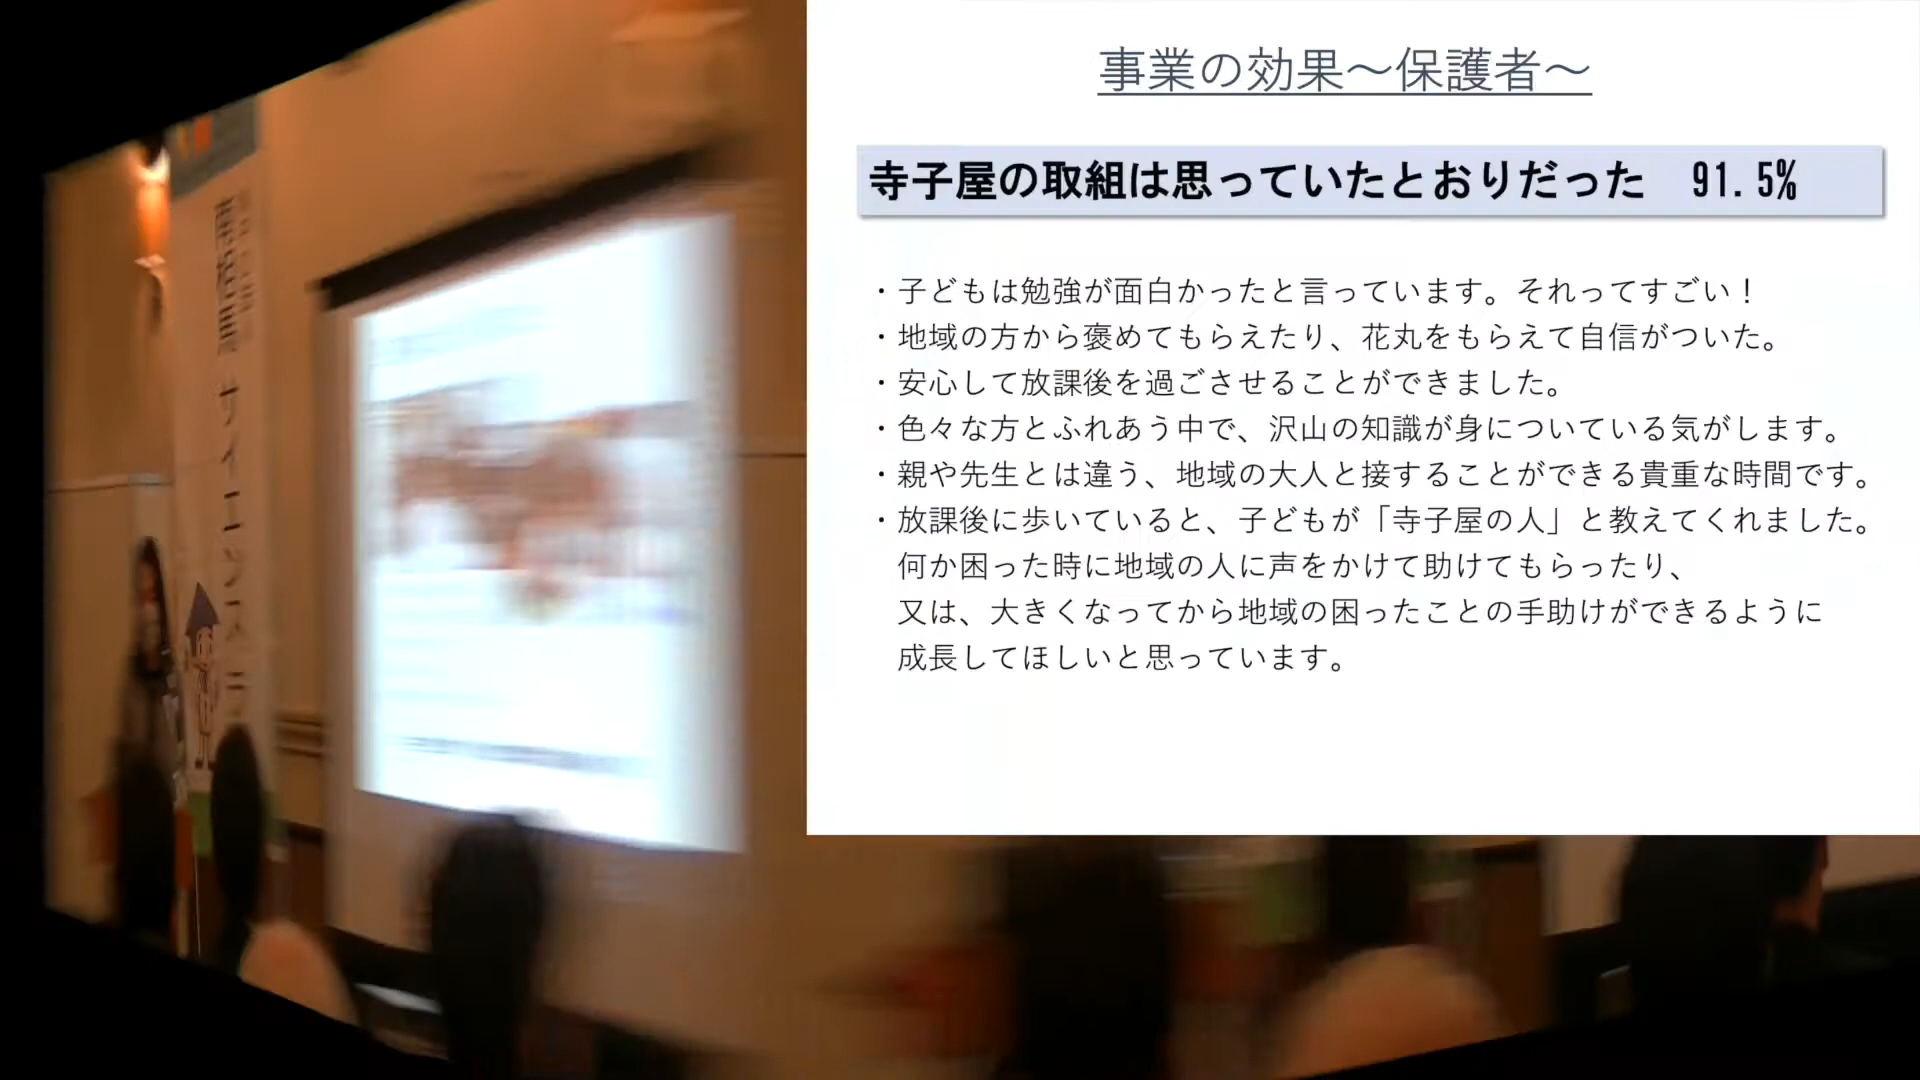 事業の効果～保護者～
寺子屋の取組は思っていたとおりだった　91.5%
・子どもは勉強が面白かったと言っています。それってすごい！
・地域の方から褒めてもらえたり、花丸をもらえて自信がついた。
・安心して放課後を過ごさせることができました。
・色々な方とふれあう中で、沢山の知識が身についている気がします。
・親や先生とは違う、地域の大人と接することができる貴重な時間です。
・放課後に歩いていると、子どもが「寺子屋の人」と教えてくれました。
何か困った時に地域の人に声をかけて助けてもらったり、
又は、大きくなってから地域の困ったことの手助けができるように
成長してほしいと思っています。